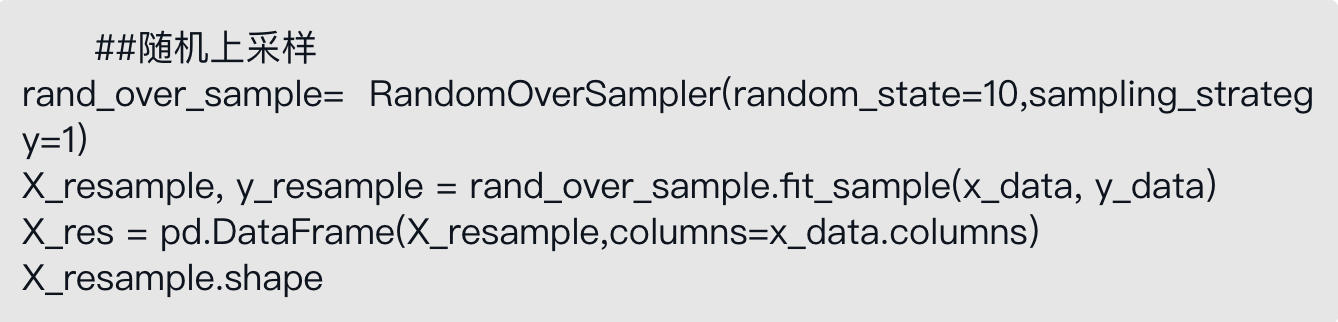 ##随机上采样
rand_over_sample=  RandomOverSampler(random_state=10,sampling_strateg
y=1)
X_resample, y_resample = rand_over_sample.fit_sample(x_data, y_data)
X_res = pd.DataFrame(X_resample,columns=x_data.columns)
X_resample.shape